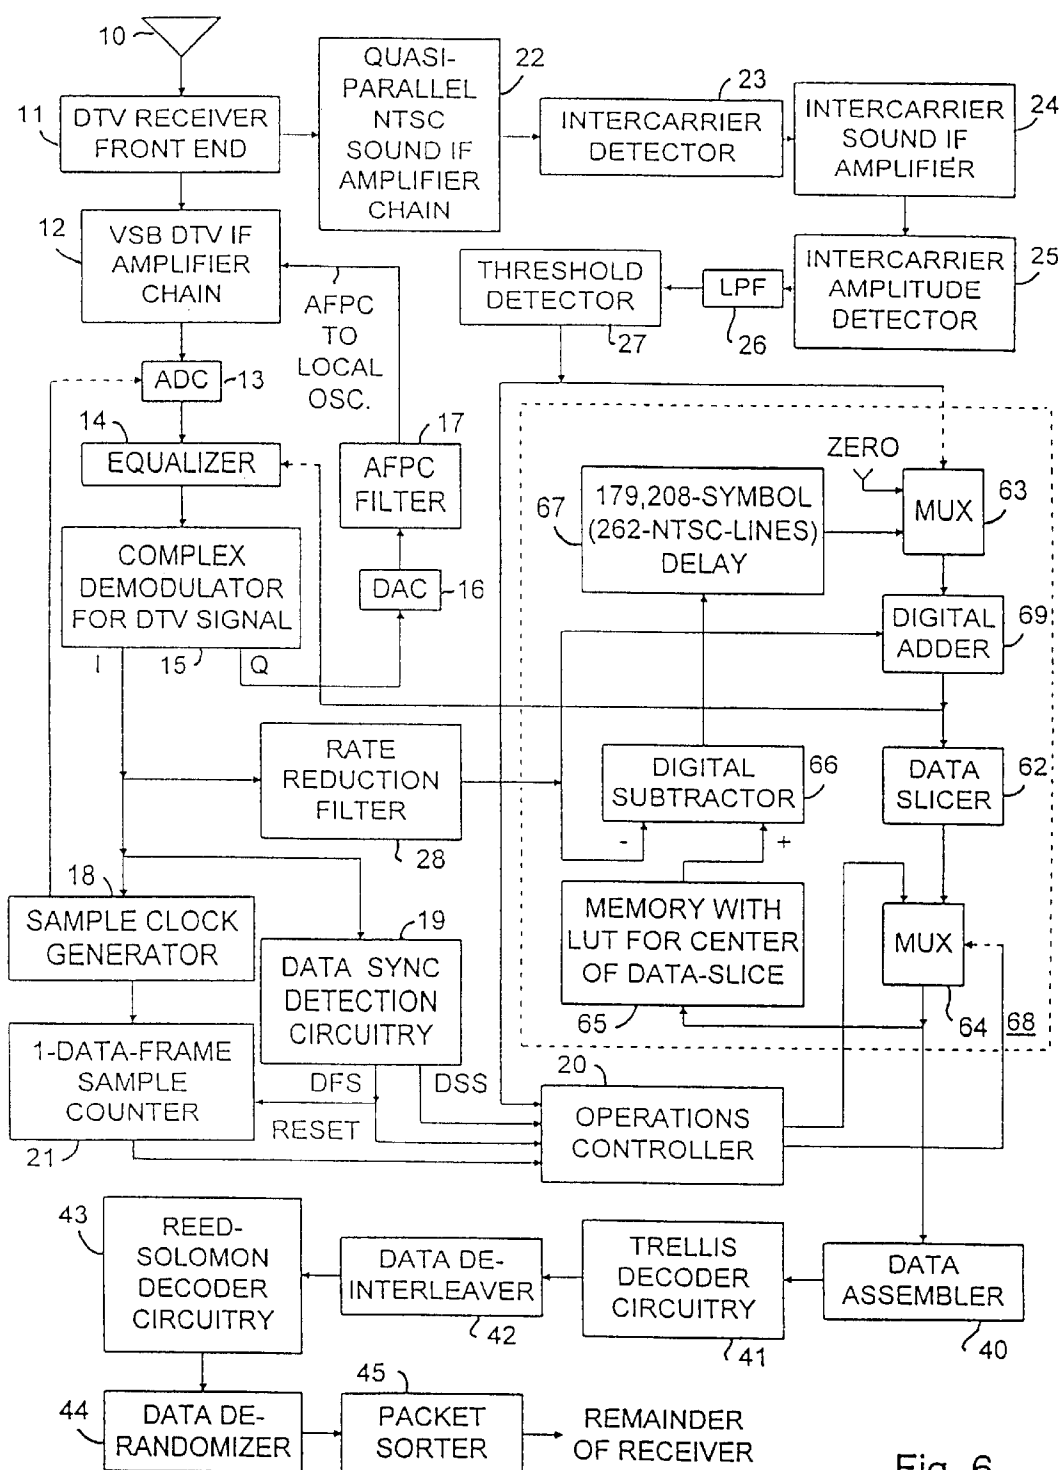 10
11
DTV RECEIVER
FRONT END
QUASI-
PARALLEL
NTSC
SOUND IF
AMPLIFIER
CHAIN
22
INTERCARRIER
DETECTOR
23
INTERCARRIER
SOUND IF
AMPLIFIER
24
12
VSB DTV IF
AMPLIFIER
CHAIN
AFPC
TO
LOCAL
OSC.
THRESHOLD
DETECTOR
27
LPF
26
INTERCARRIER
AMPLITUDE
DETECTOR
25
ADC
13
14
EQUALIZER
17
AFPC
FILTER
67
179,208-SYMBOL
(262-NTSC-LINES)
DELAY
ZERO
MUX
63
COMPLEX
DEMODULATOR
FOR DTV SIGNAL
I
15
Q
DAC
16
DIGITAL
ADDER
69
RATE
REDUCTION
FILTER
28
DIGITAL
SUBTRACTOR
66
-
+
DATA
SLICER
62
18
SAMPLE CLOCK
GENERATOR
19
DATA SYNC
DETECTION
CIRCUITRY
MEMORY WITH
LUT FOR CENTER
OF DATA-SLICE
65
MUX
64
68
1-DATA-FRAME
SAMPLE
COUNTER
21
DFS
DSS
RESET
20
OPERATIONS
CONTROLLER
43
REED-
SOLOMON
DECODER
CIRCUITRY
DATA DE-
INTERLEAVER
42
TRELLIS
DECODER
CIRCUITRY
41
DATA
ASSEMBLER
40
44
DATA DE-
RANDOMIZER
45
PACKET
SORTER
REMAINDER
OF RECEIVER
Fig. 6